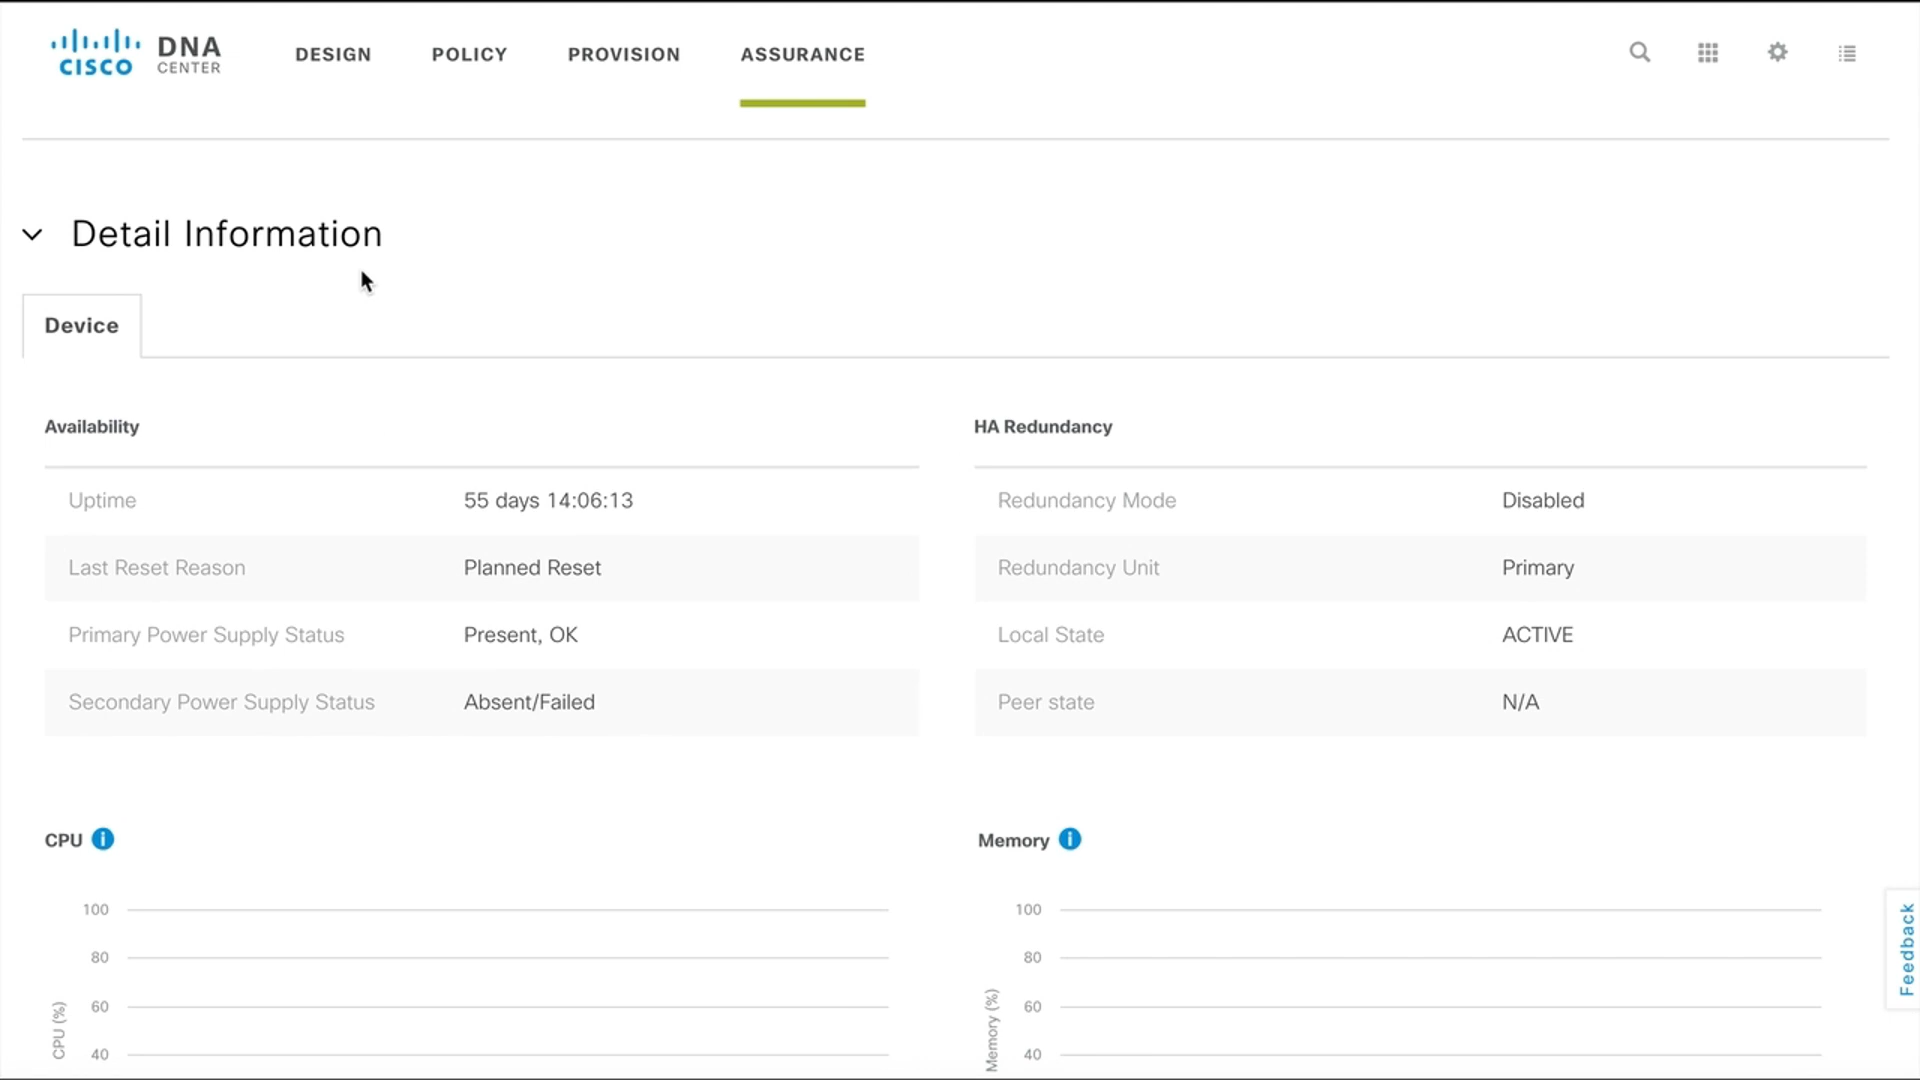 CISCO DNA CENTER DESIGN POLICY PROVISION ASSURANCE
Detail Information
Device
Availability
Uptime 55 days 14:06:13
Last Reset Reason Planned Reset
Primary Power Supply Status Present, OK
Secondary Power Supply Status Absent/Failed
HA Redundancy
Redundancy Mode Disabled
Redundancy Unit Primary
Local State ACTIVE
Peer state N/A
CPU i
100
80
60
40
CPU (%)
Memory i
100
80
60
40
Memory (%)
Feedback